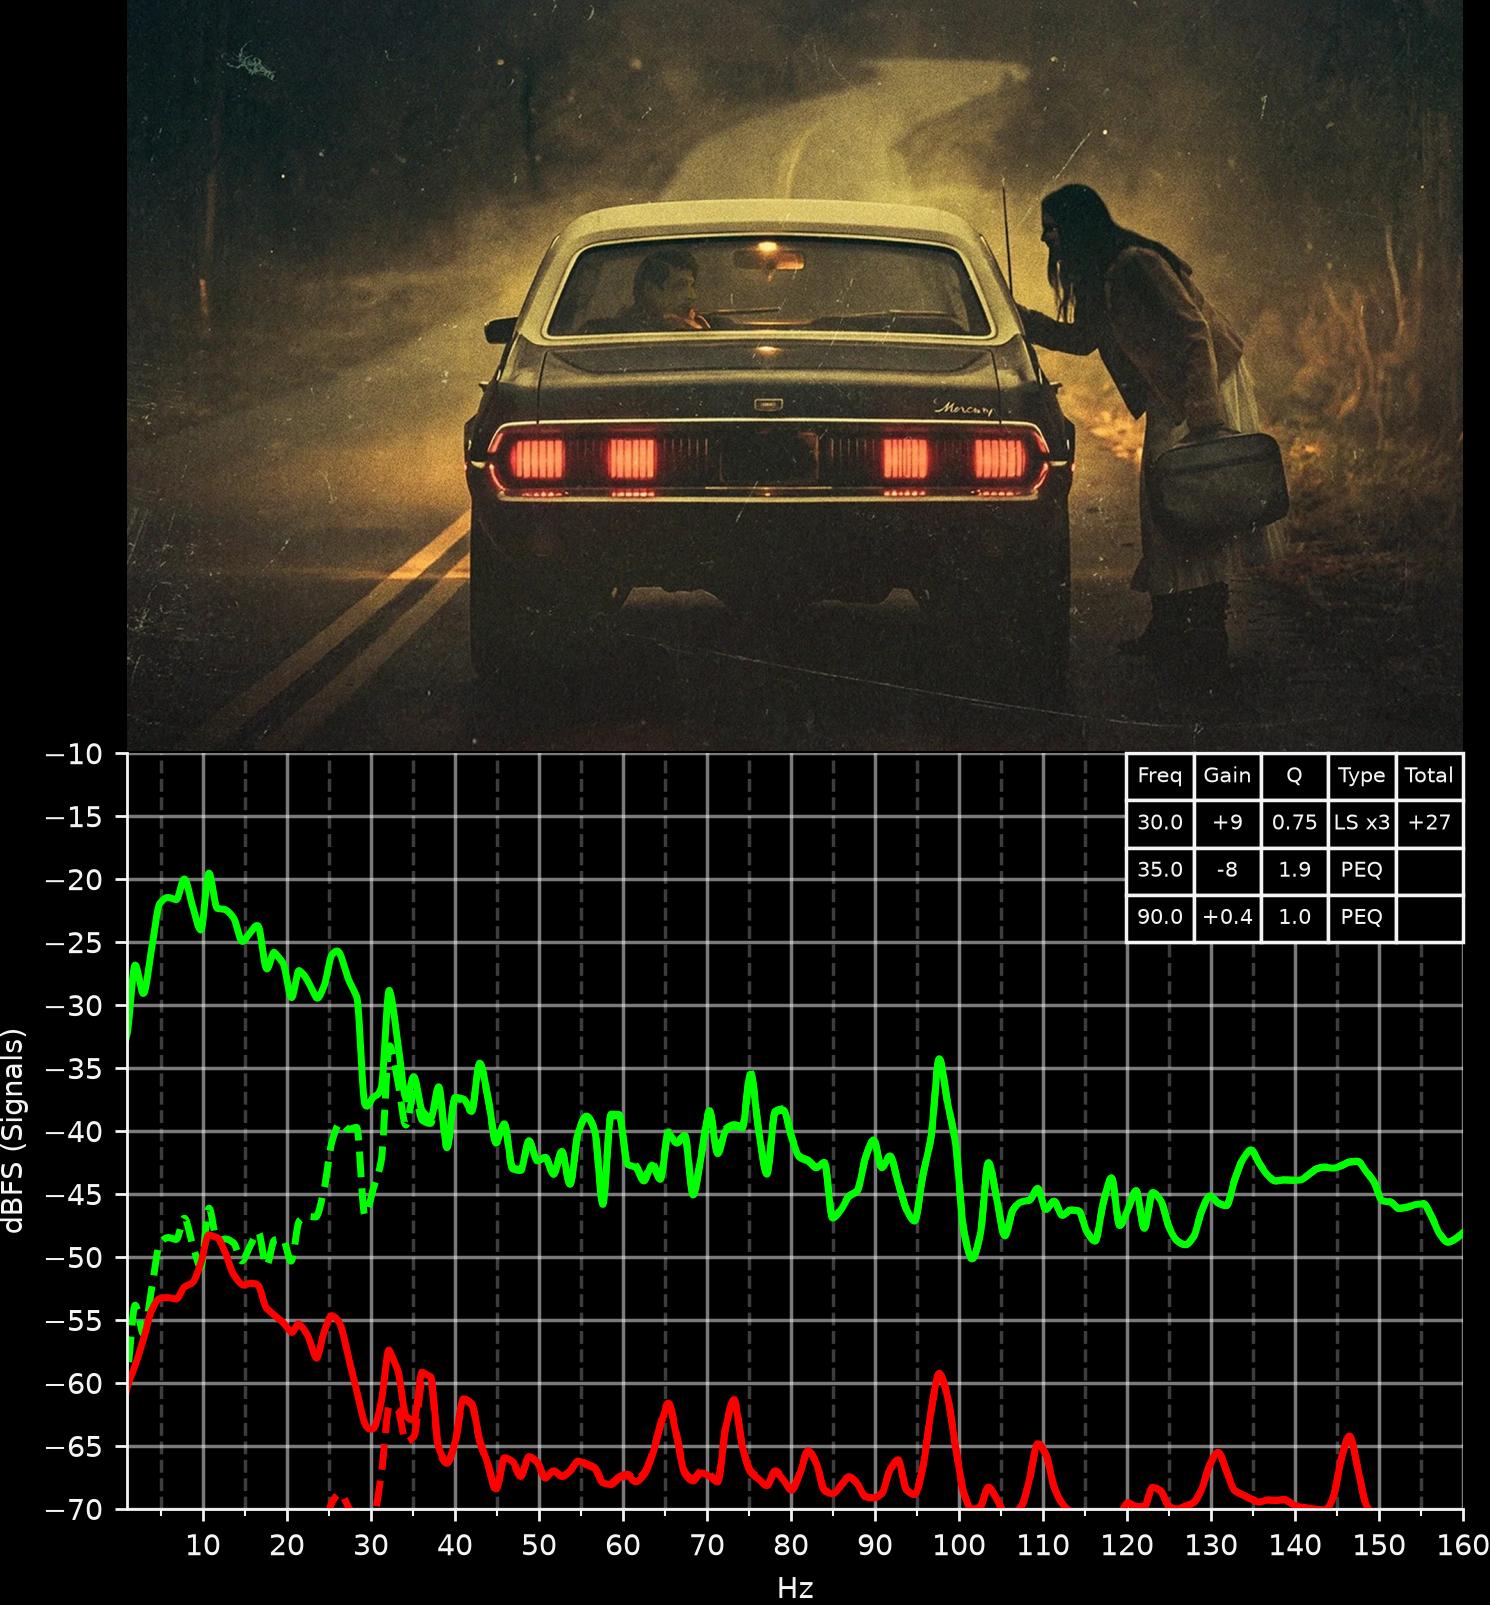 Mercury
−10
−15
−20
−25
−30
−35
−40
−45
−50
−55
−60
−65
−70
dBFS (Signals)
Freq Gain Q Type Total
30.0 +9 0.75 LS x3 +27
35.0 -8 1.9 PEQ
90.0 +0.4 1.0 PEQ
10 20 30 40 50 60 70 80 90 100 110 120 130 140 150 160
Hz